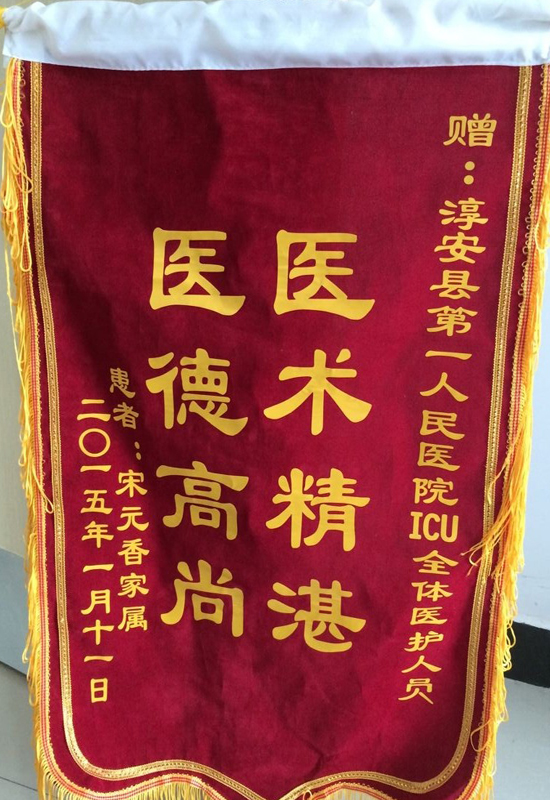 赠：淳安县第一人民医院ICU全体医护人员
医术精湛
医德高尚
患者：宋元香家属
二〇一五年一月十一日